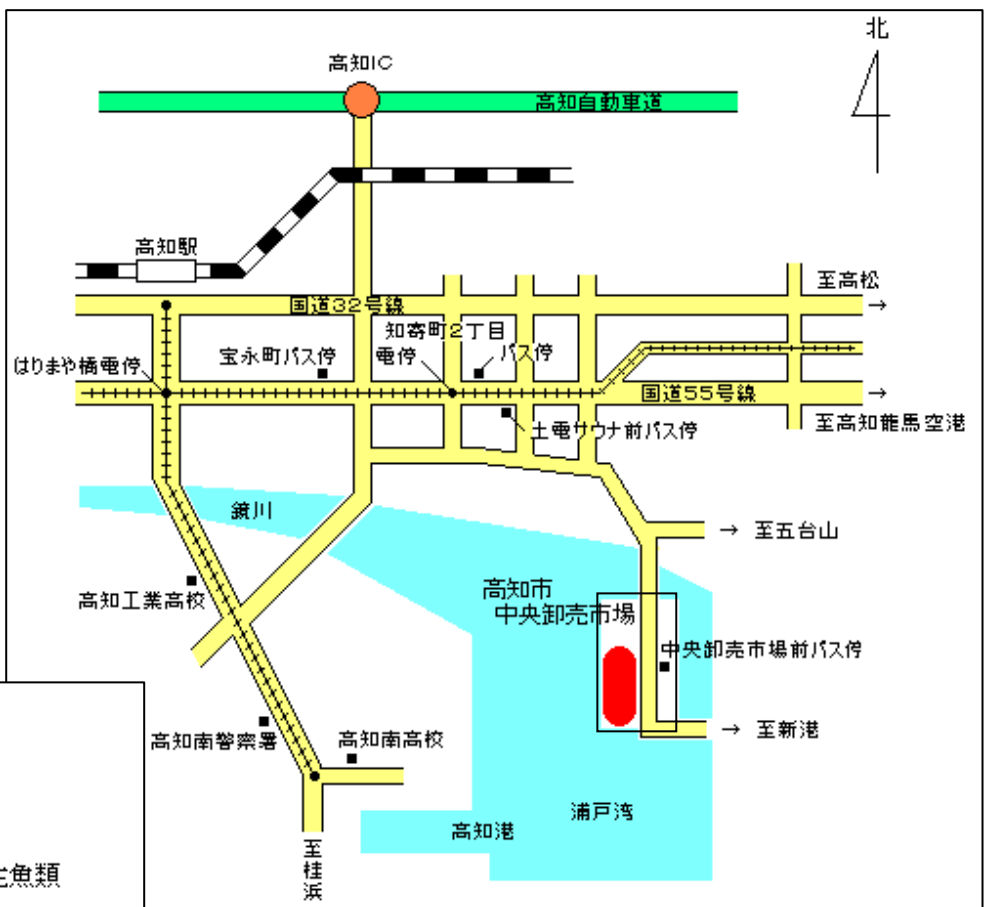 北
高知IC
高知自動車道
高知駅
至高松
→
国道32号線
知寄町2丁目
電停
バス停
宝永町バス停
はりまや橋電停
国道55号線
→
至高知龍馬空港
土電サウナ前バス停
鏡川
→ 至五台山
高知市
中央卸売市場
高知工業高校
中央卸売市場前バス停
→ 至新港
高知南警察署
高知南高校
浦戸湾
高知港
至桂浜
魚類